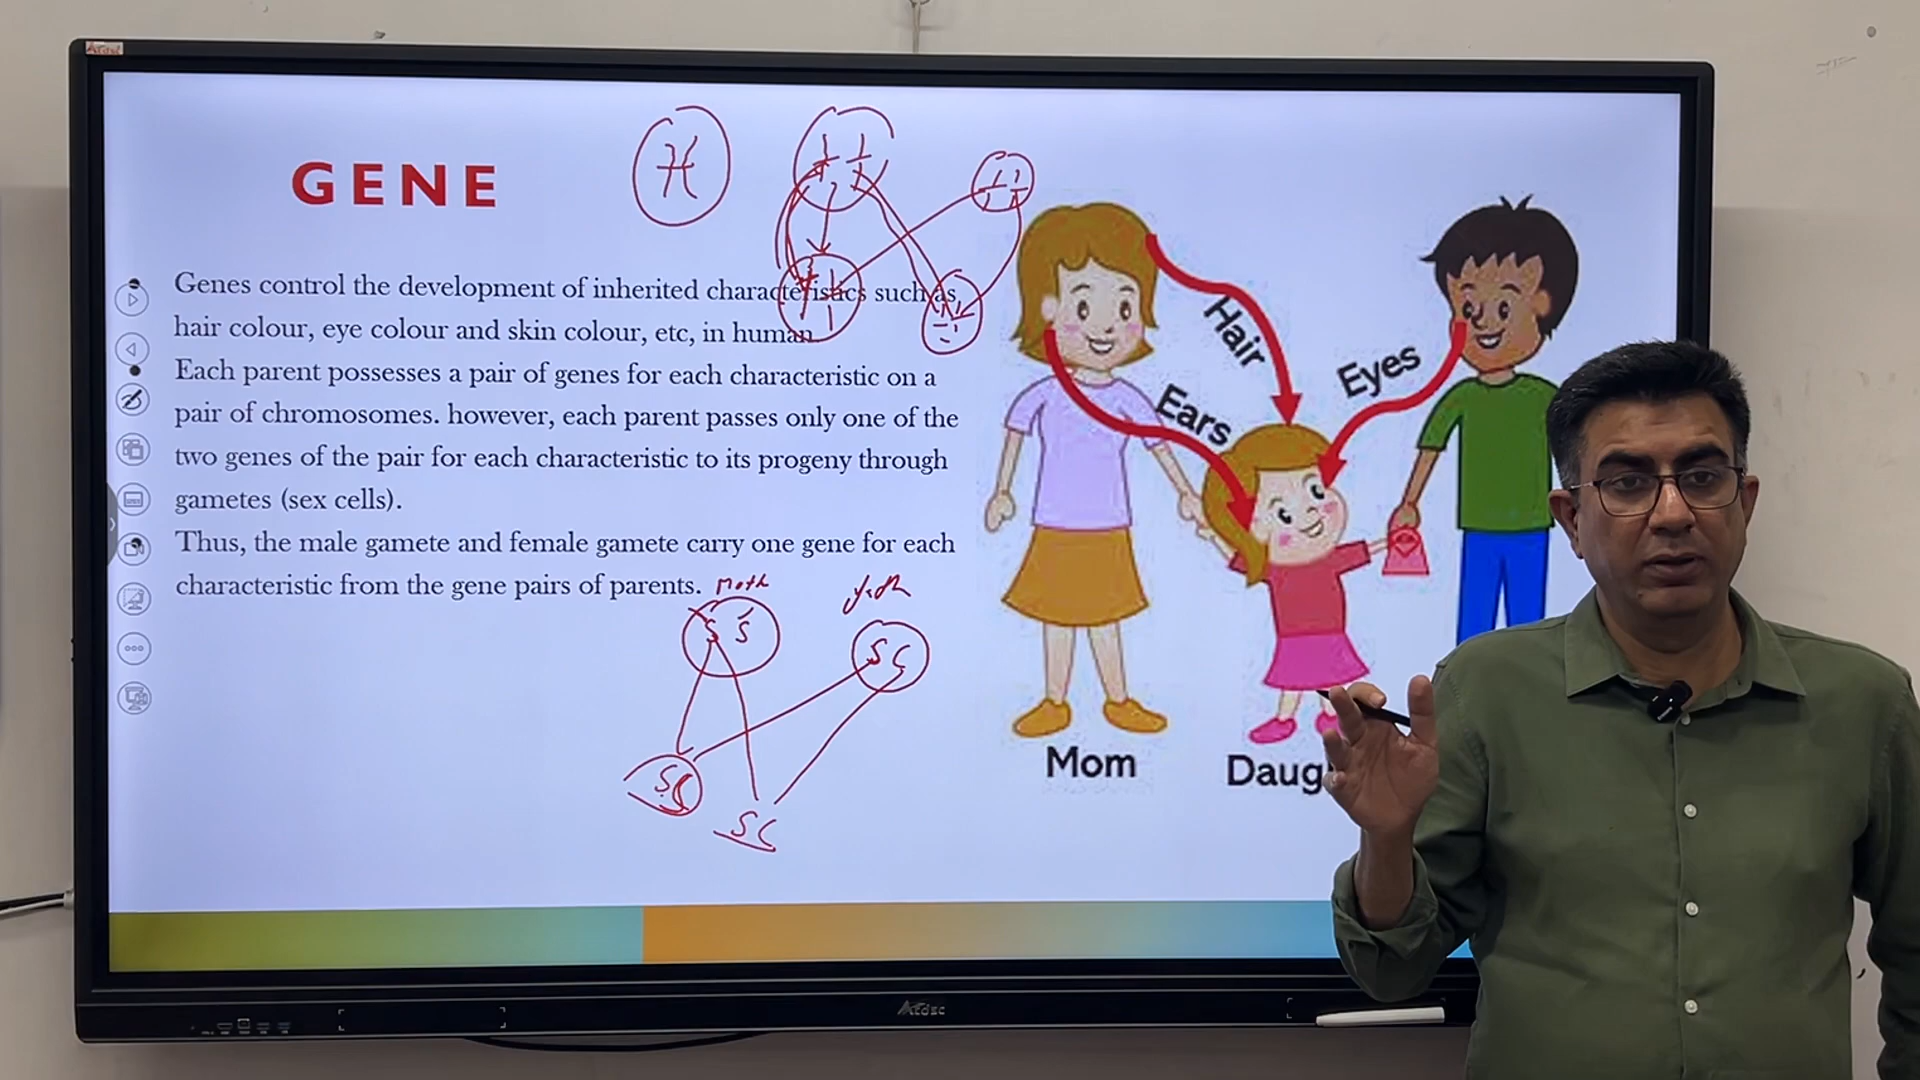 GENE
Genes control the development of inherited characteristics such as,
hair colour, eye colour and skin colour, etc, in human
Each parent possesses a pair of genes for each characteristic on a
pair of chromosomes. however, each parent passes only one of the
two genes of the pair for each characteristic to its progeny through
gametes (sex cells).
Thus, the male gamete and female gamete carry one gene for each
characteristic from the gene pairs of parents.
Moth
S S
S S
Hair
Eyes
Ears
Mom
Daug